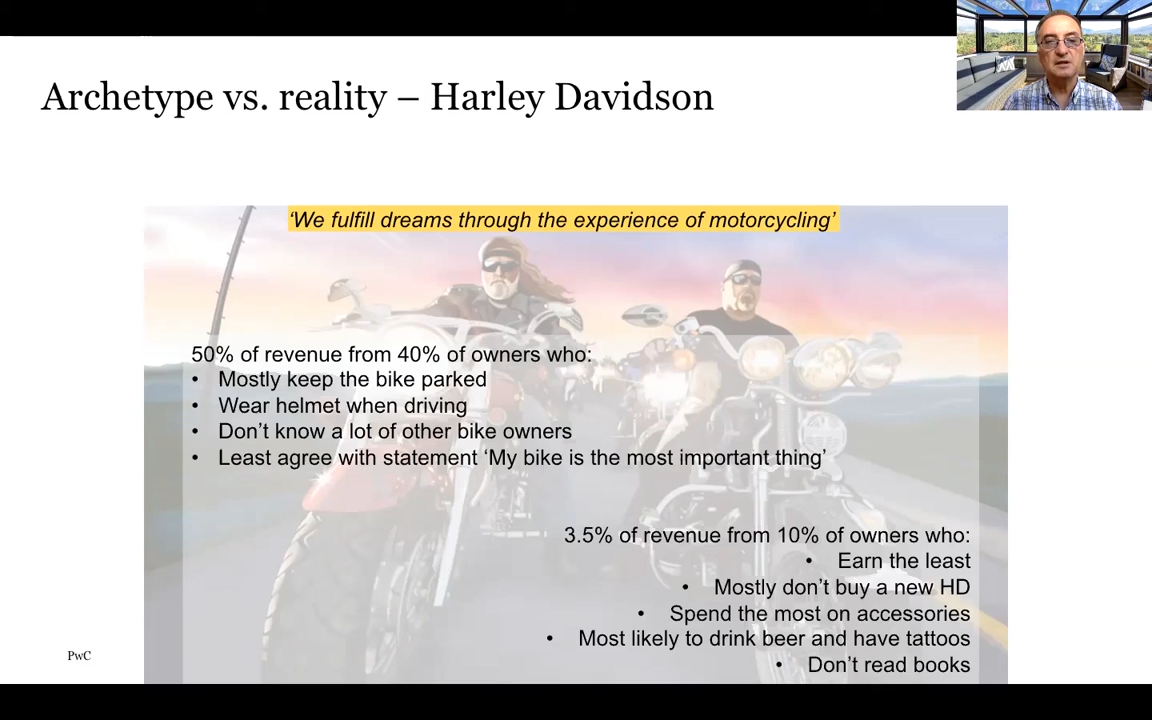 Archetype vs. reality – Harley Davidson
‘We fulfill dreams through the experience of motorcycling’
50% of revenue from 40% of owners who:
• Mostly keep the bike parked
• Wear helmet when driving
• Don’t know a lot of other bike owners
• Least agree with statement ‘My bike is the most important thing’
3.5% of revenue from 10% of owners who:
• Earn the least
• Mostly don’t buy a new HD
• Spend the most on accessories
• Most likely to drink beer and have tattoos
• Don’t read books
PwC